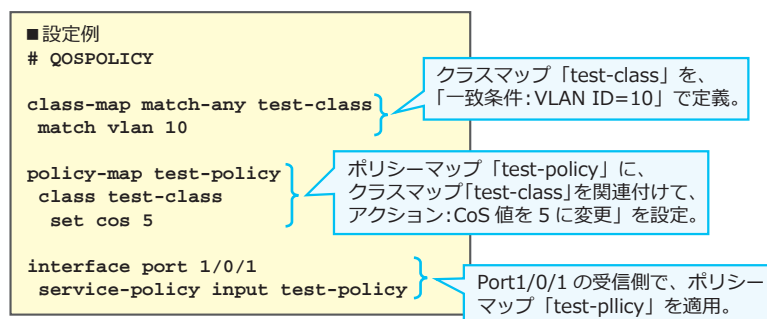 ■設定例
# QOSPOLICY
class-map match-any test-class
match vlan 10
クラスマップ「test-class」を、
「一致条件:VLAN ID=10」で定義。
policy-map test-policy
class test-class
set cos 5
ポリシーマップ「test-policy」に、
クラスマップ「test-class」を関連付けて、
アクション:CoS 値を 5 に変更」を設定。
interface port 1/0/1
service-policy input test-policy
Port1/0/1 の受信側で、ポリシー
マップ「test-pllicy」を適用。